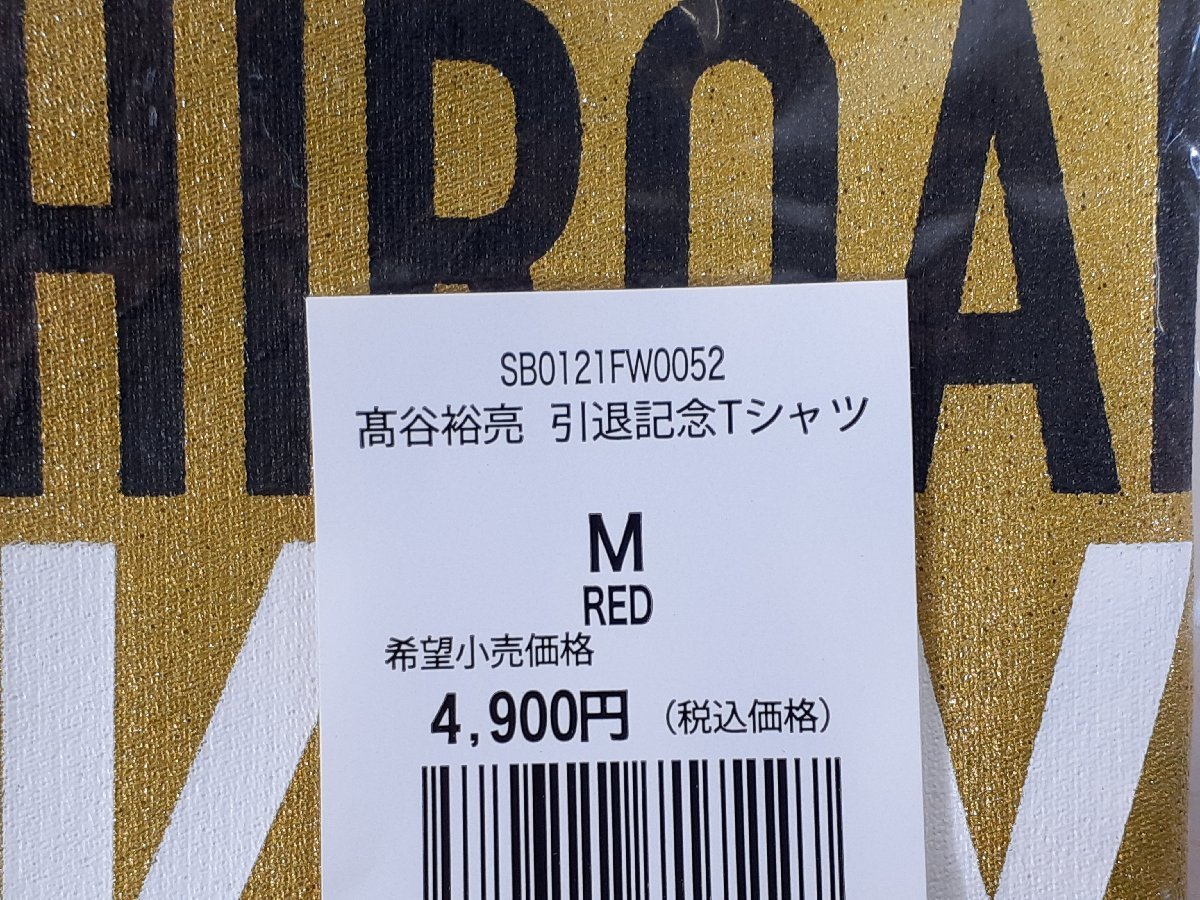 HIROAK
SB0121FW0052
髙谷裕亮 引退記念Tシャツ
M
RED
希望小売価格
4,900円 (税込価格)